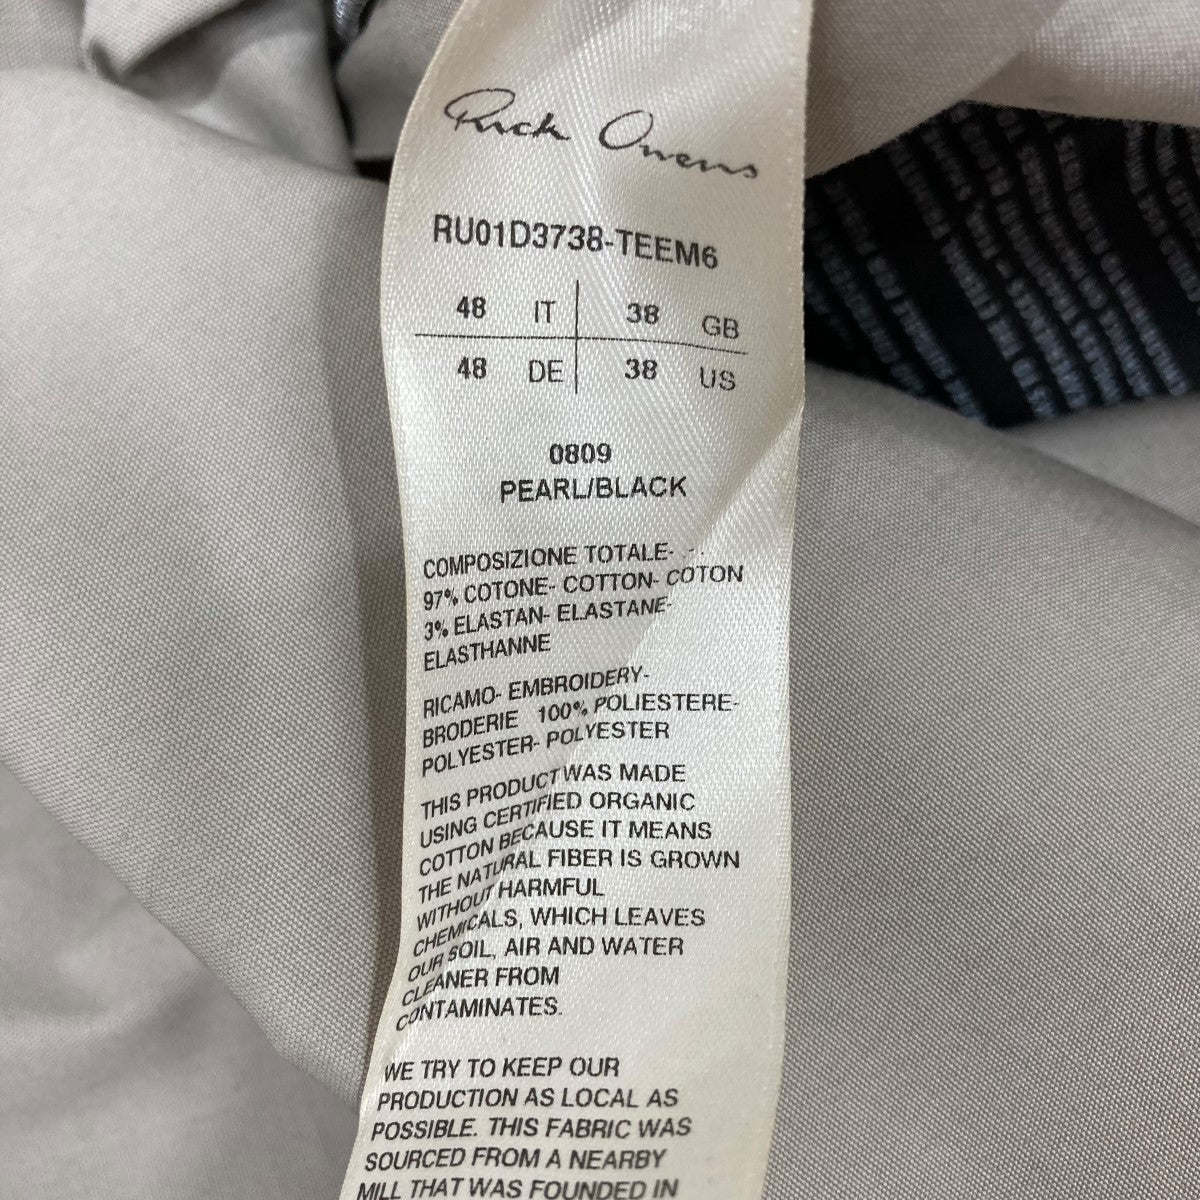 Rick Owens
RU01D3738-TEEM6
48 IT 38 GB
48 DE 38 US
0809
PEARL/BLACK
COMPOSIZIONE TOTALE-
97% COTONE- COTTON- COTON
3% ELASTAN- ELASTANE-
ELASTHANNE
RICAMO- EMBROIDERY-
BRODERIE 100% POLIESTERE-
POLYESTER- POLYESTER
THIS PRODUCT WAS MADE
USING CERTIFIED ORGANIC
COTTON BECAUSE IT MEANS
THE NATURAL FIBER IS GROWN
WITHOUT HARMFUL
CHEMICALS, WHICH LEAVES
OUR SOIL, AIR AND WATER
CLEANER FROM
CONTAMINATES.
WE TRY TO KEEP OUR
PRODUCTION AS LOCAL AS
POSSIBLE. THIS FABRIC WAS
SOURCED FROM A NEARBY
MILL THAT WAS FOUNDED IN